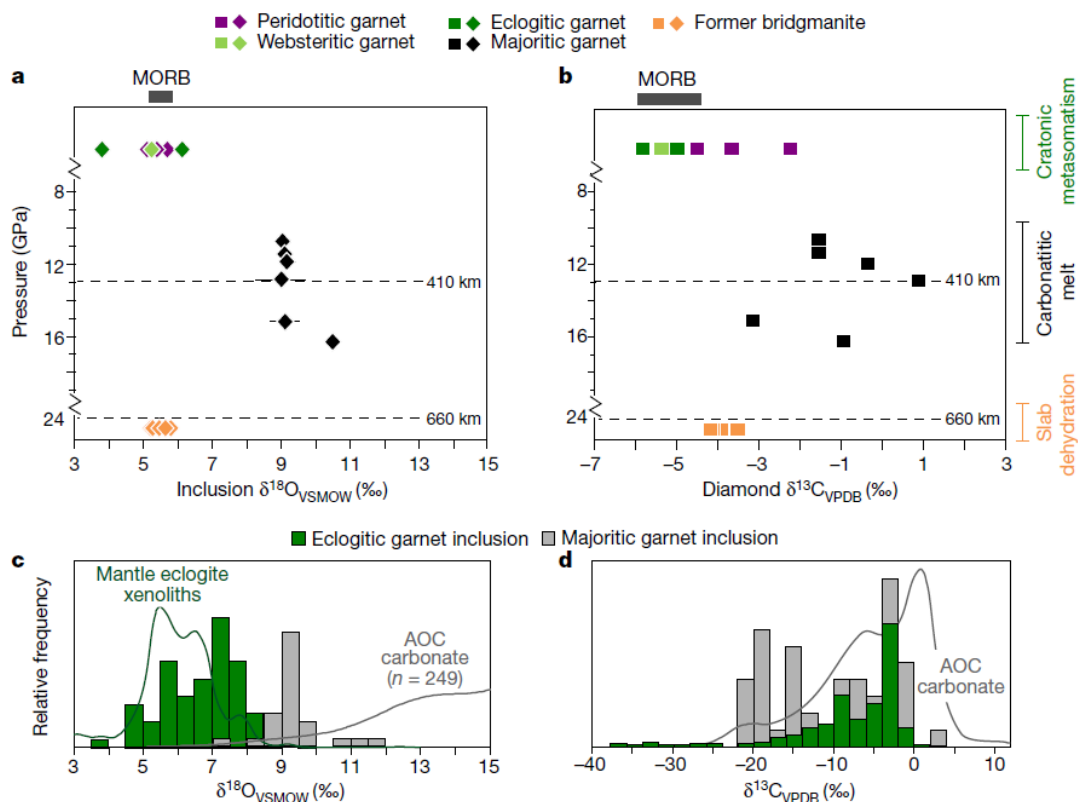 Peridotitic garnet Eclogitic garnet Former bridgmanite
Websteritic garnet Majoritic garnet
a
MORB
8
12
16
24
Pressure (GPa)
410 km
660 km
3 5 7 9 11 13 15
Inclusion δ¹⁸O_VSMOW (‰)
b
MORB
8
12
16
24
410 km
660 km
–7 –5 –3 –1 1 3
Diamond δ¹³C_VPDB (‰)
Cratonic
metasomatism
Carbonatitic
melt
Slab
dehydration
Eclogitic garnet inclusion Majoritic garnet inclusion
c
Mantle eclogite
xenoliths
AOC
carbonate
(n = 249)
Relative frequency
3 5 7 9 11 13 15
δ¹⁸O_VSMOW (‰)
d
AOC
carbonate
–40 –30 –20 –10 0 10
δ¹³C_VPDB (‰)